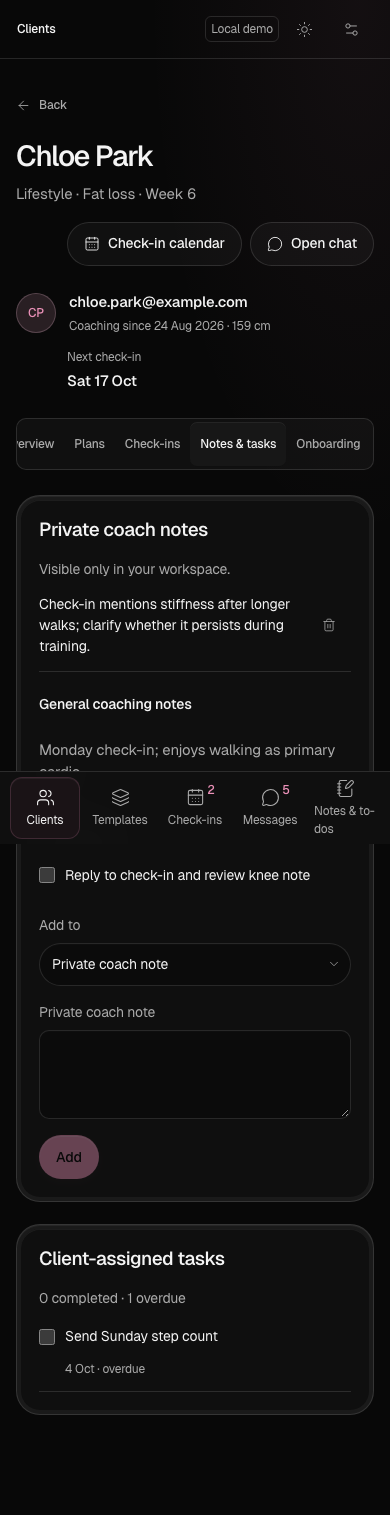 Clients
Local demo
Back
Chloe Park
Lifestyle · Fat loss · Week 6
Check-in calendar
Open chat
CP
chloe.park@example.com
Coaching since 24 Aug 2026 · 159 cm
Next check-in
Sat 17 Oct
erview
Plans
Check-ins
Notes & tasks
Onboarding
Private coach notes
Visible only in your workspace.
Check-in mentions stiffness after longer
walks; clarify whether it persists during
training.
General coaching notes
Monday check-in; enjoys walking as primary
Clients
Templates
2
Check-ins
5
Messages
Notes & to-
dos
Reply to check-in and review knee note
Add to
Private coach note
Private coach note
Add
Client-assigned tasks
0 completed · 1 overdue
Send Sunday step count
4 Oct · overdue